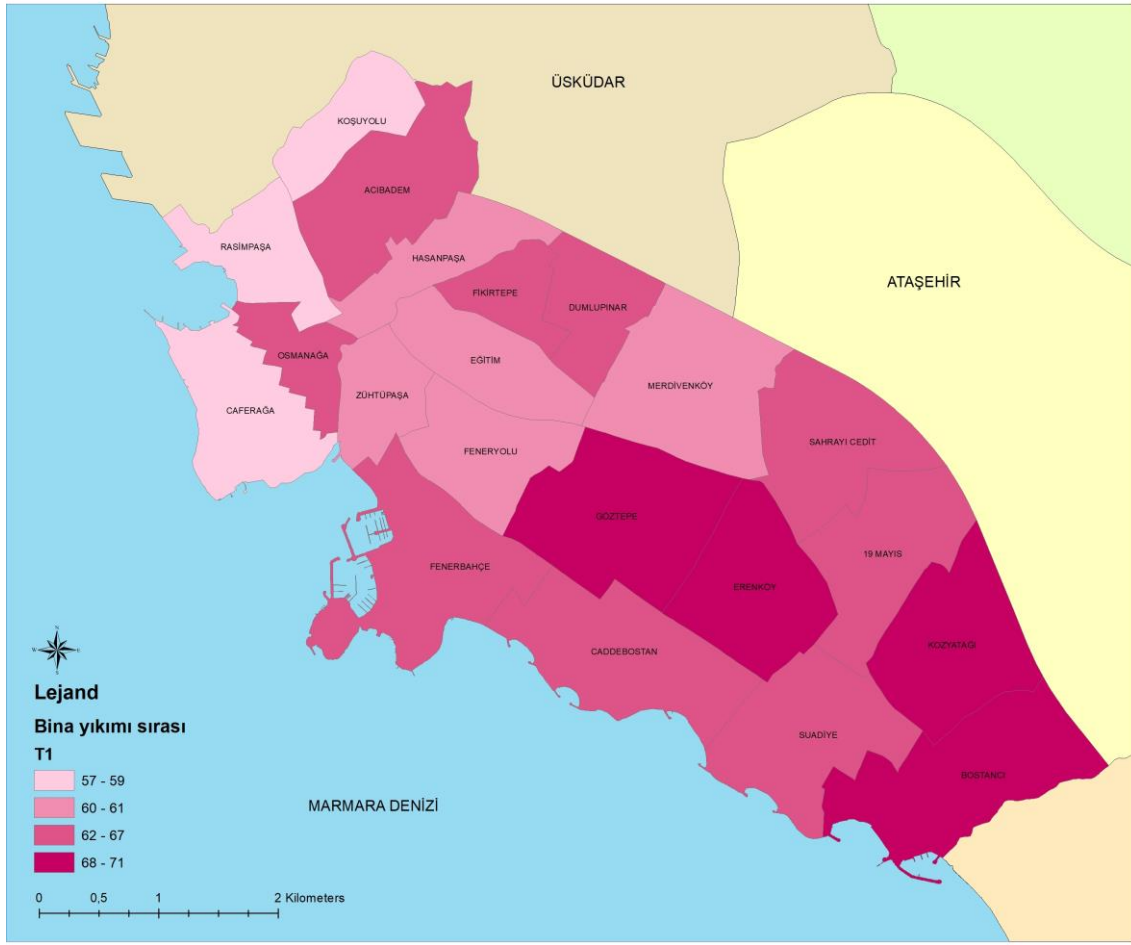 ÜSKÜDAR
KOŞUYOLU
ACIBADEM
RASİMPAŞA
HASANPAŞA
ATAŞEHİR
FİKİRTEPE
DUMLUPINAR
OSMANAĞA
EĞİTİM
MERDİVENKÖY
ZÜHTÜPAŞA
CAFERAĞA
SAHRAYI CEDİT
FENERYOLU
GÖZTEPE
19 MAYIS
FENERBAHÇE
ERENKÖY
KOZYATAĞI
CADDEBOSTAN
SUADİYE
BOSTANCI
MARMARA DENİZİ
N
W
E
S
Lejand
Bina yıkımı sırası
T1
57 - 59
60 - 61
62 - 67
68 - 71
0 0,5 1 2 Kilometers